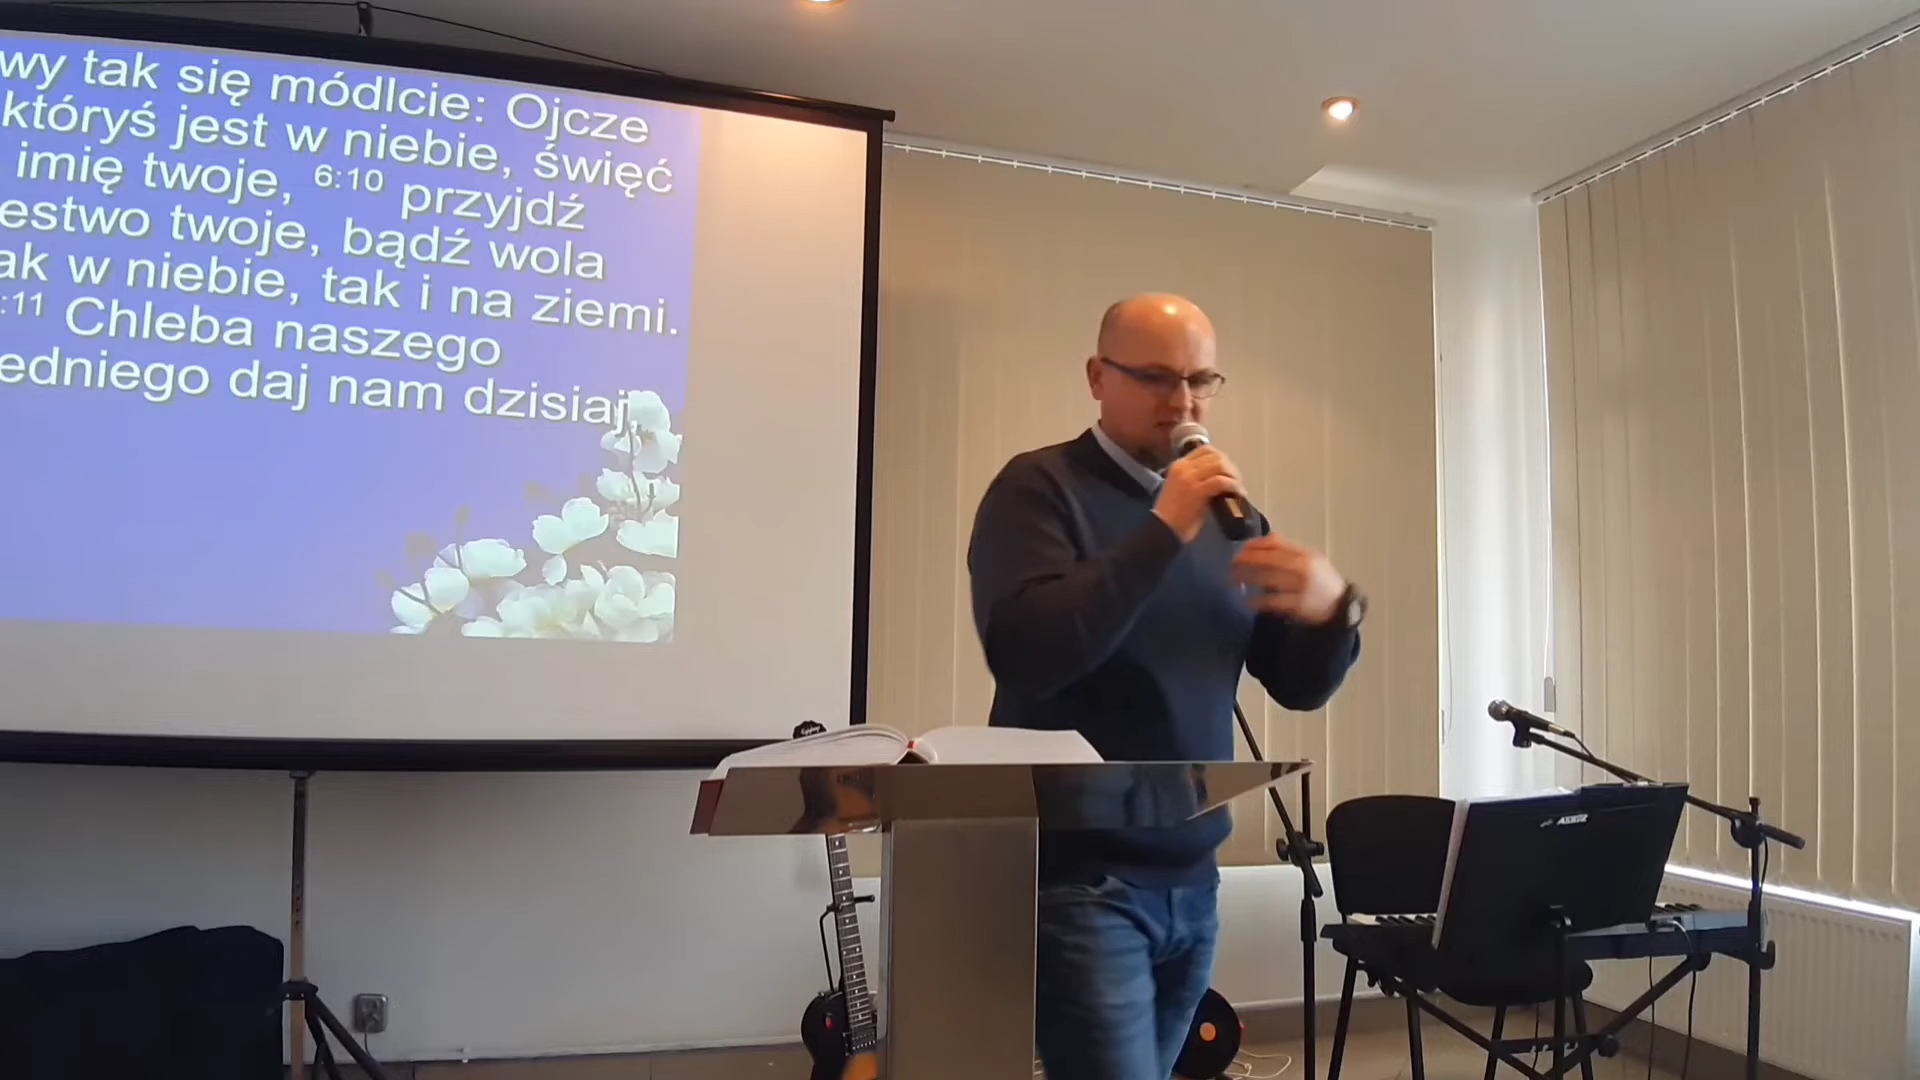 wy tak się módlcie: Ojcze
któryś jest w niebie, święć
imię twoje, 6:10 przyjdź
estwo twoje, bądź wola
ak w niebie, tak i na ziemi.
:11 Chleba naszego
edniego daj nam dzisiaj,